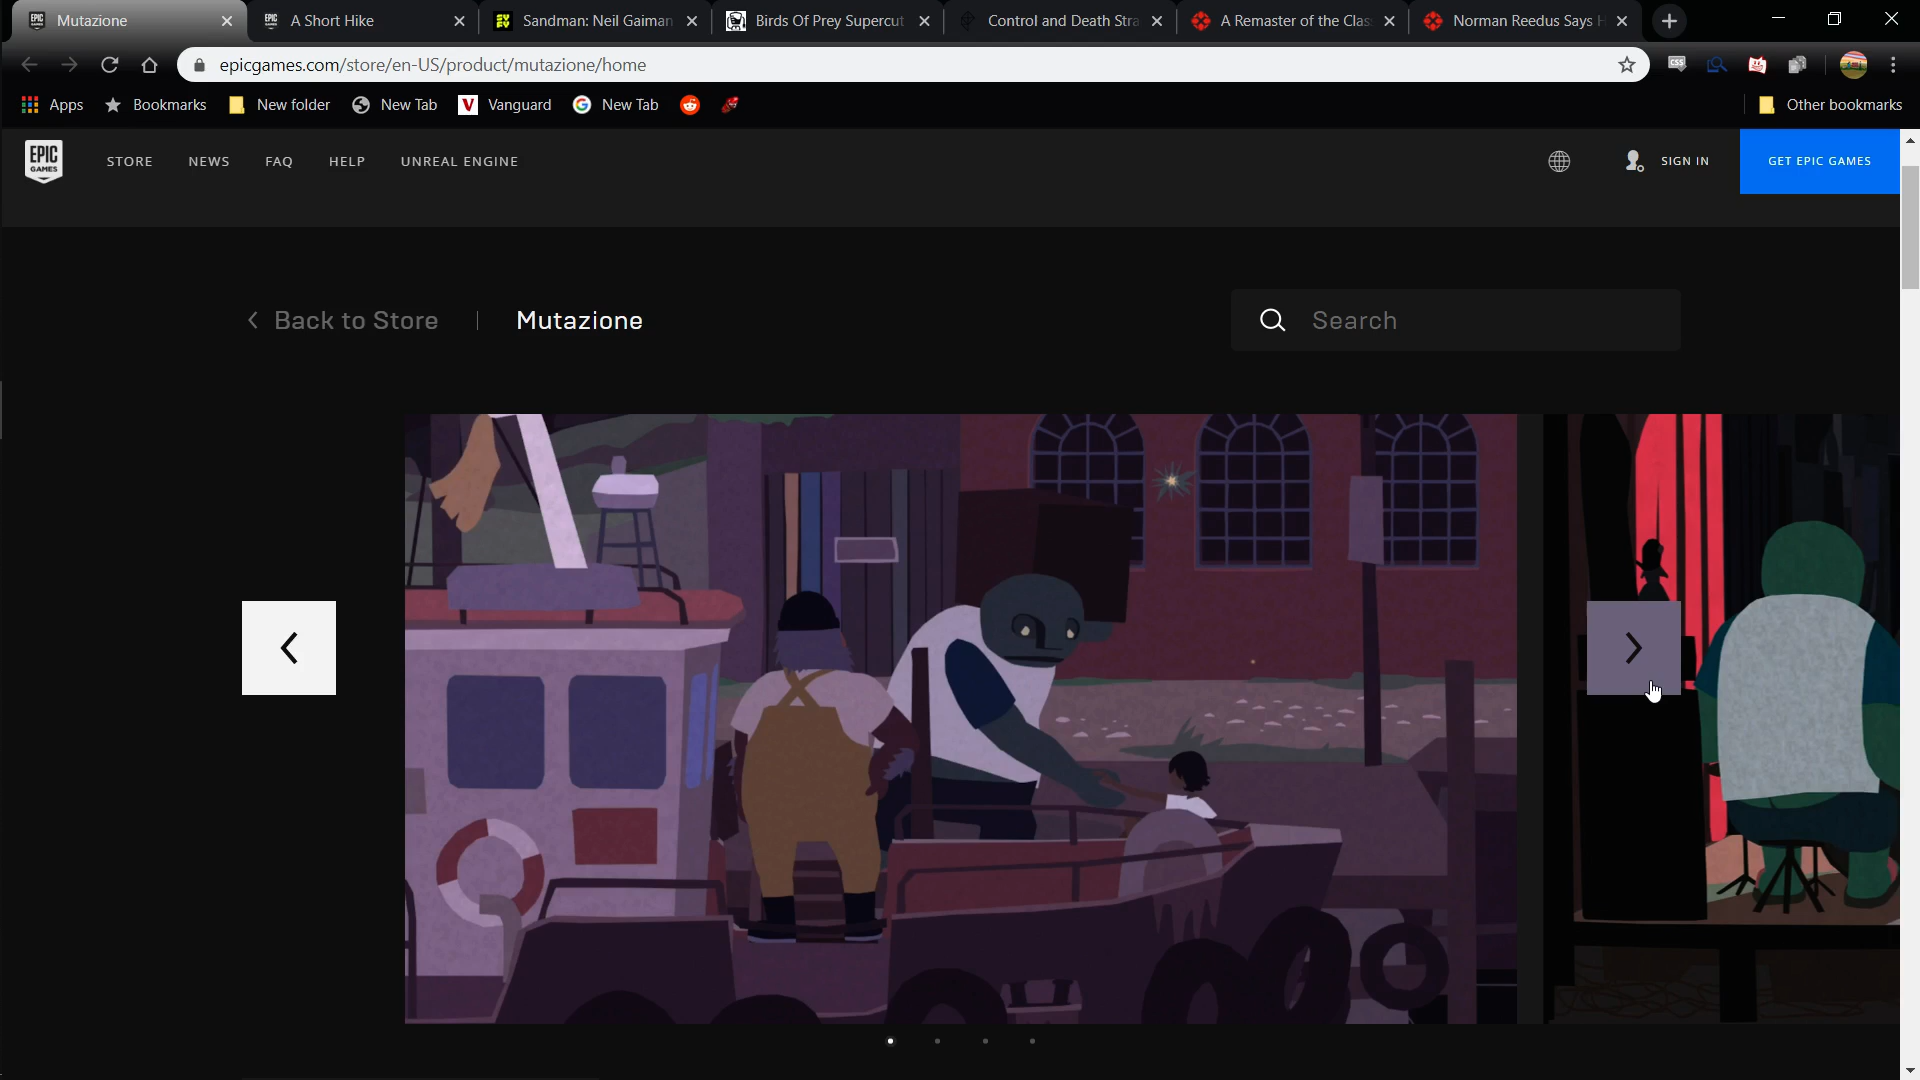 Mutazione
A Short Hike
Sandman: Neil Gaiman
Birds Of Prey Supercut
Control and Death Stra
A Remaster of the Clas
Norman Reedus Says H
epicgames.com/store/en-US/product/mutazione/home
CSS
Apps
Bookmarks
New folder
New Tab
Vanguard
New Tab
Other bookmarks
EPIC
GAMES
STORE
NEWS
FAQ
HELP
UNREAL ENGINE
SIGN IN
GET EPIC GAMES
Back to Store
Mutazione
Search